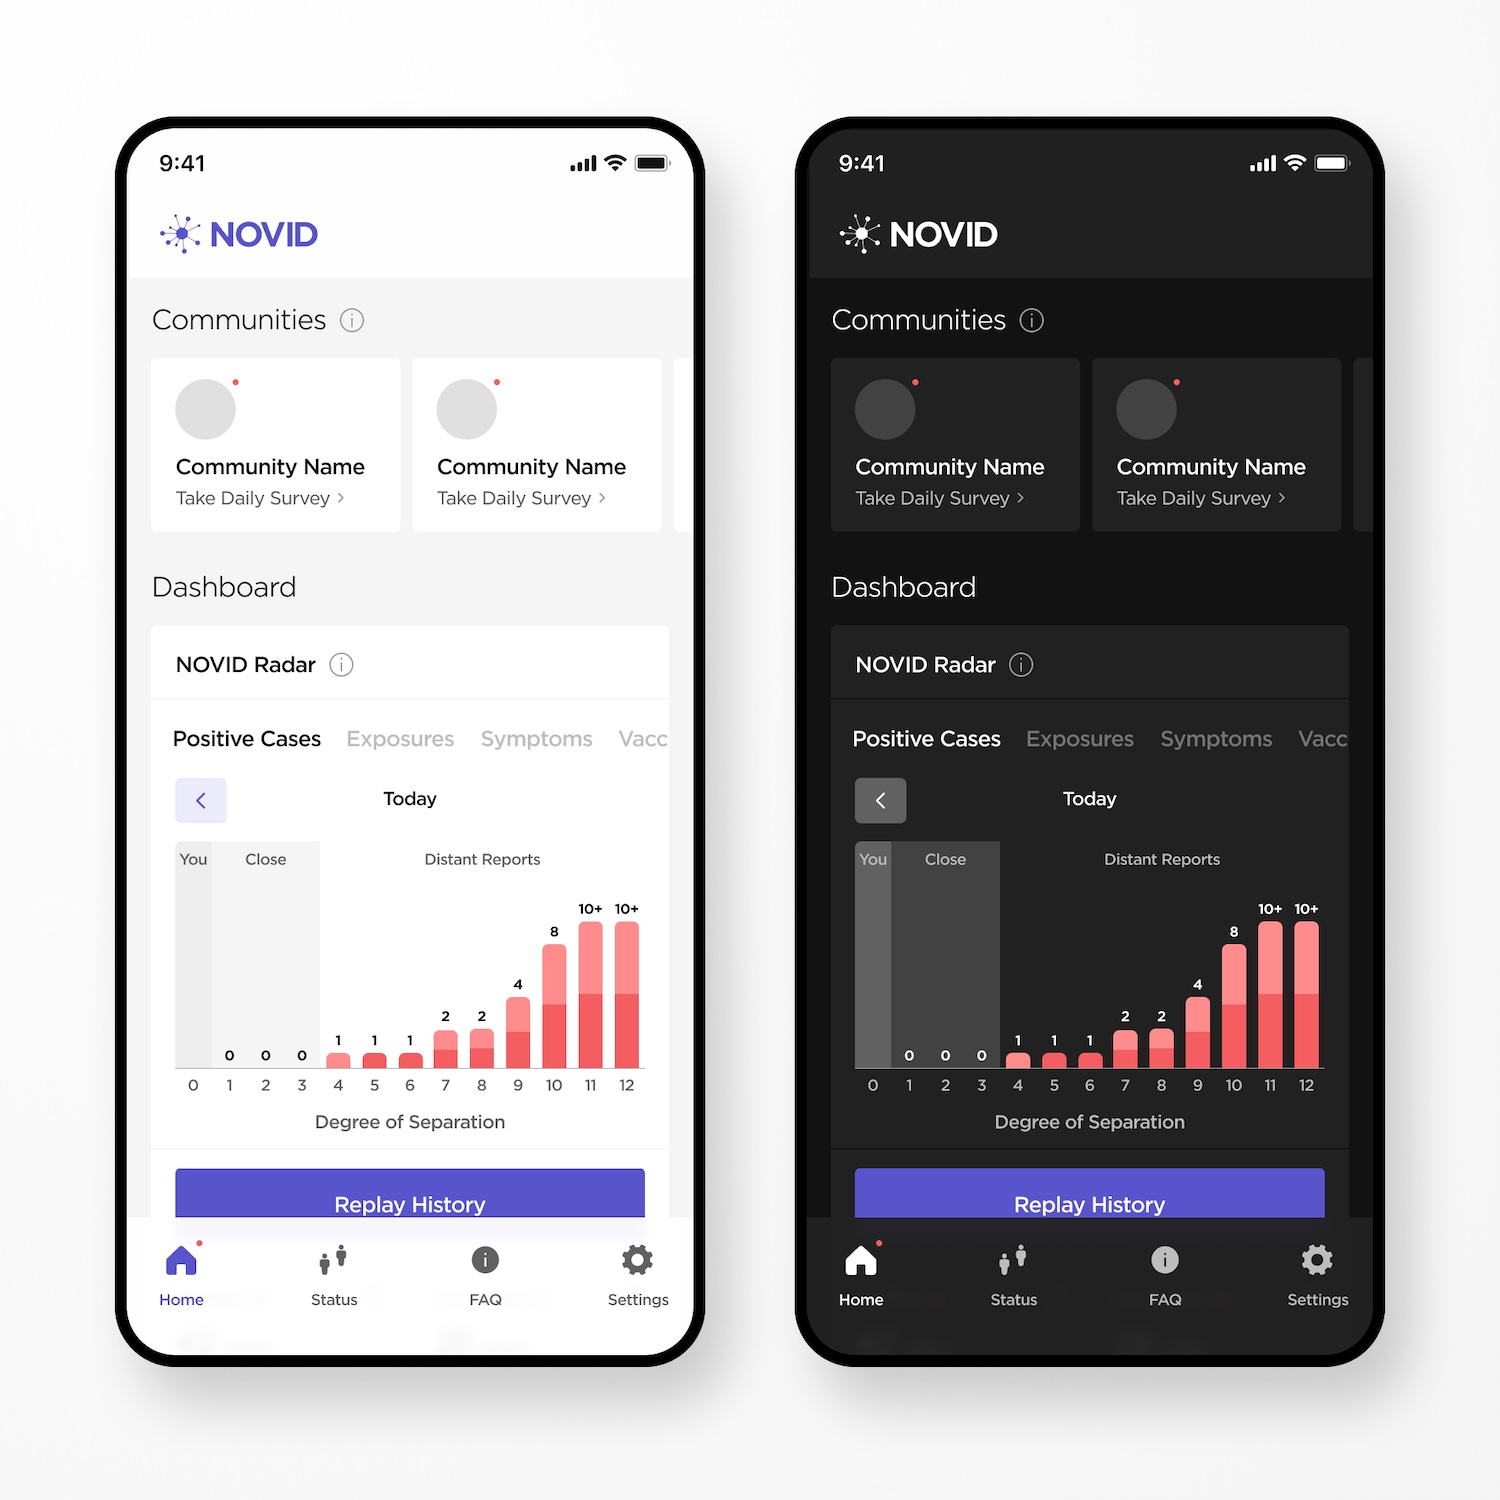 9:41
NOVID
Communities
Community Name
Take Daily Survey
Community Name
Take Daily Survey
Dashboard
NOVID Radar
Positive Cases Exposures Symptoms Vacc
Today
You Close Distant Reports
0 0 0 1 1 1 2 2 4 8 10+ 10+
0 1 2 3 4 5 6 7 8 9 10 11 12
Degree of Separation
Replay History
Home Status FAQ Settings
9:41
NOVID
Communities
Community Name
Take Daily Survey
Community Name
Take Daily Survey
Dashboard
NOVID Radar
Positive Cases Exposures Symptoms Vacc
Today
You Close Distant Reports
0 0 0 1 1 1 2 2 4 8 10+ 10+
0 1 2 3 4 5 6 7 8 9 10 11 12
Degree of Separation
Replay History
Home Status FAQ Settings